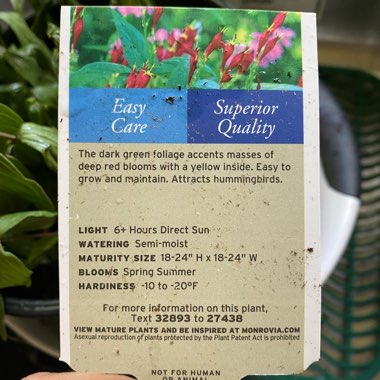 Easy
Care
Superior
Quality
The dark green foliage accents masses of
deep red blooms with a yellow inside. Easy to
grow and maintain. Attracts hummingbirds.
LIGHT 6+ Hours Direct Sun
WATERING Semi-moist
MATURITY SIZE 18-24" H x 18-24" W
BLOOMS Spring Summer
HARDINESS -10 to -20°F
For more information on this plant,
Text 32893 to 27438
VIEW MATURE PLANTS AND BE INSPIRED AT MONROVIA.COM
Asexual reproduction of plants protected by the Plant Patent Act is prohibited
NOT FOR HUMAN
OR ANIMAL